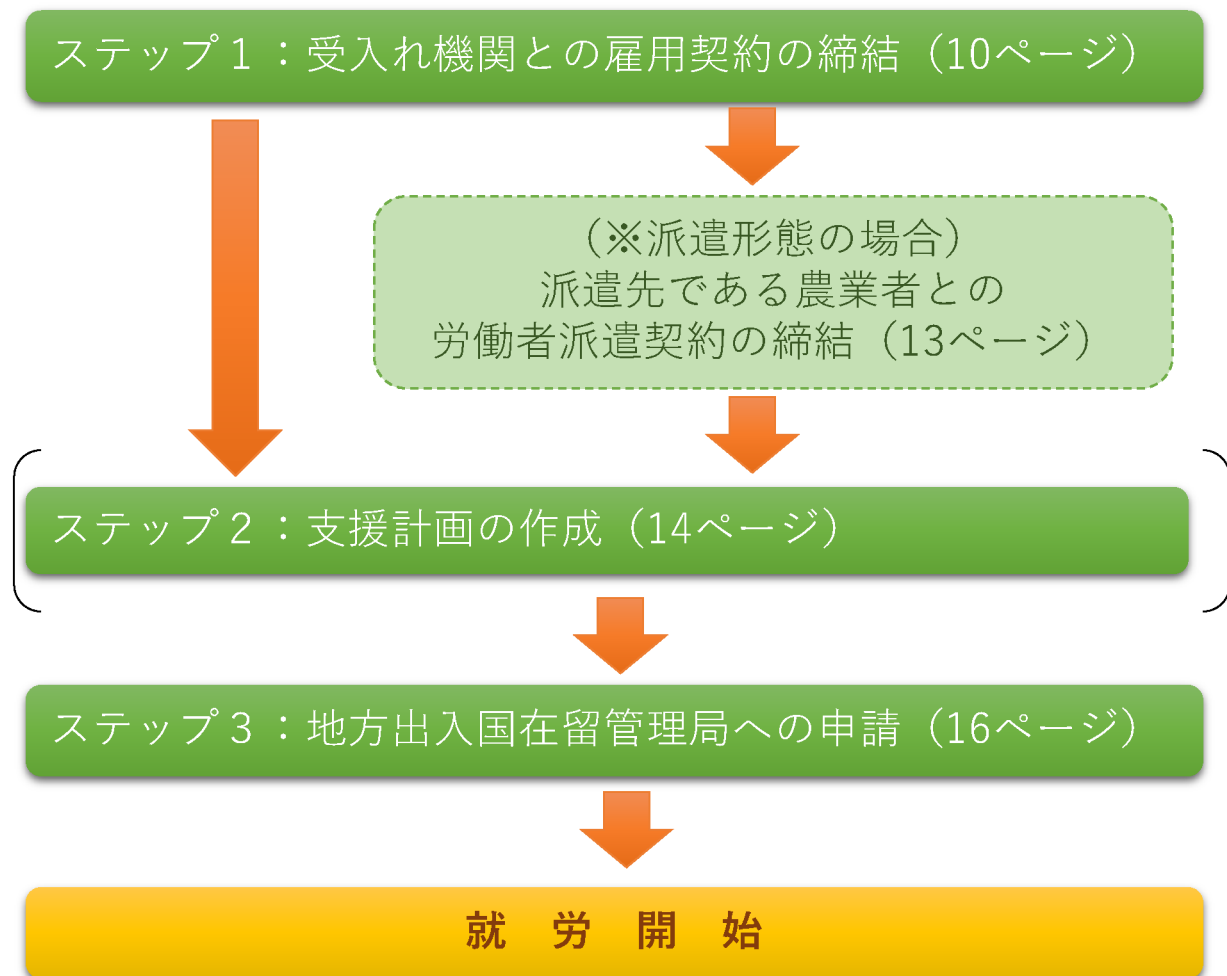 ステップ１：受入れ機関との雇用契約の締結（10ページ）
（※派遣形態の場合）
派遣先である農業者との
労働者派遣契約の締結（13ページ）
ステップ２：支援計画の作成（14ページ）
ステップ３：地方出入国在留管理局への申請（16ページ）
就　労　開　始